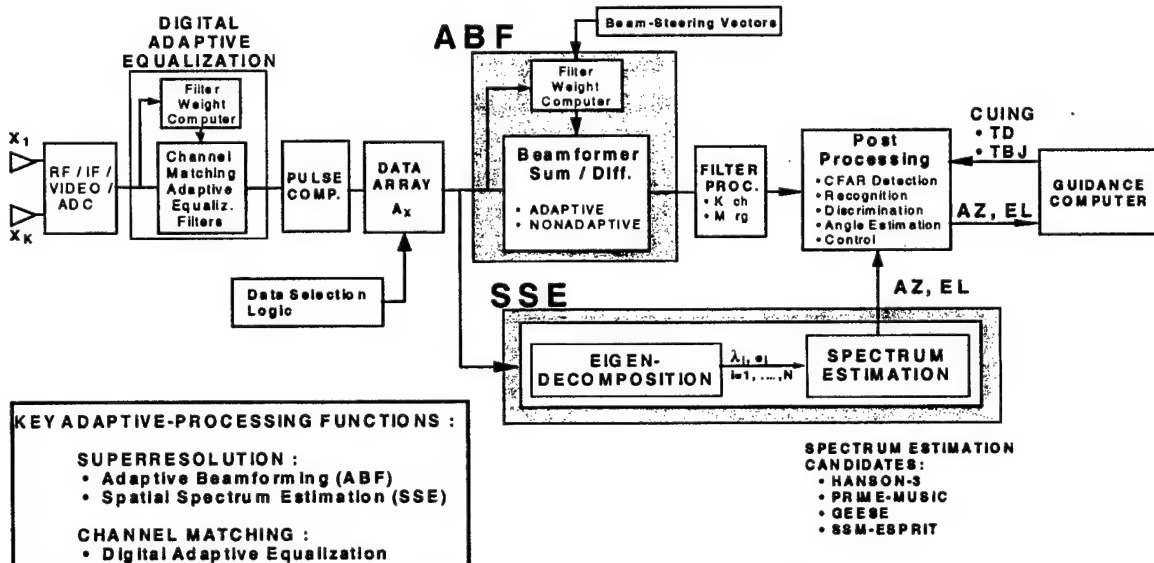 DIGITAL
ADAPTIVE
EQUALIZATION
Filter
Weight
Computer
Channel
Matching
Adaptive
Equaliz.
Filters
X1
XK
RF / IF /
VIDEO /
ADC
PULSE
COMP.
DATA
ARRAY
AX
Data Selection
Logic
ABF
Beam-Steering Vectors
Filter
Weight
Computer
Beamformer
Sum / Diff.
• ADAPTIVE
• NONADAPTIVE
FILTER
PROC.
Post
Processing
• CFAR Detection
• Recognition
• Discrimination
• Angle Estimation
• Control
CUING
• TD
• TBJ
AZ, EL
GUIDANCE
COMPUTER
AZ, EL
SSE
EIGEN-
DECOMPOSITION
λi, ei
i=1, ...., N
SPECTRUM
ESTIMATION
KEY ADAPTIVE-PROCESSING FUNCTIONS :
SUPERRESOLUTION :
• Adaptive Beamforming (ABF)
• Spatial Spectrum Estimation (SSE)
CHANNEL MATCHING :
• Digital Adaptive Equalization
SPECTRUM ESTIMATION
CANDIDATES:
• HANSON-3
• PRIME-MUSIC
• GEESE
• SSM-ESPRIT